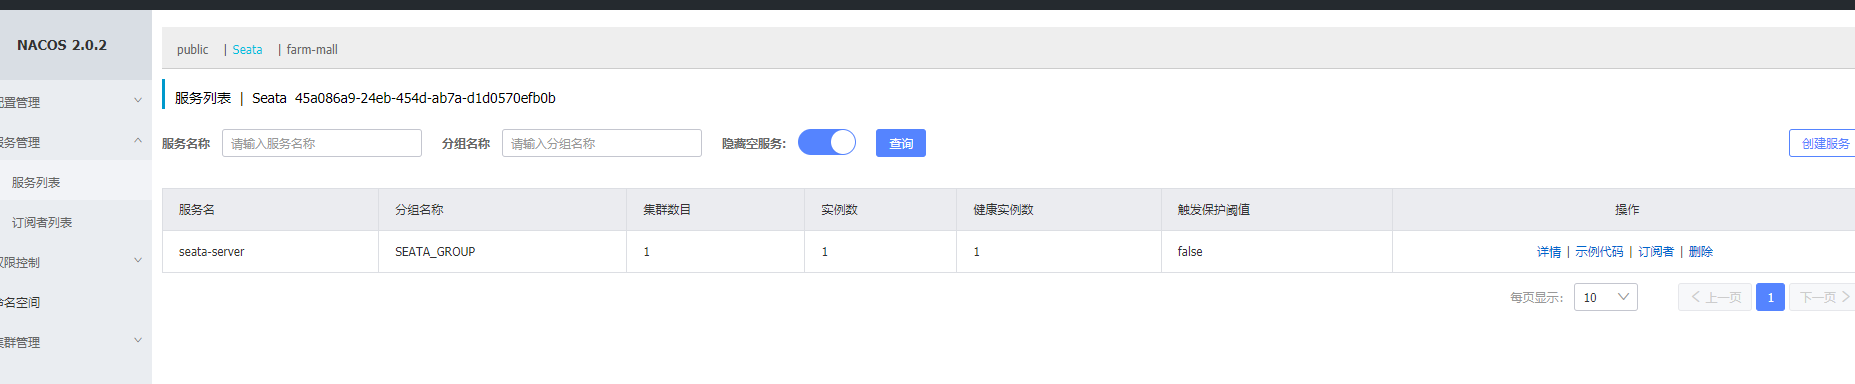 NACOS 2.0.2
public | Seata | farm-mall
服务列表 | Seata 45a086a9-24eb-454d-ab7a-d1d0570efb0b
服务名称 请输入服务名称 分组名称 请输入分组名称 隐藏空服务: 查询 创建服务
置管理
务管理
服务列表
订阅者列表
限控制
名空间
群管理
服务名 分组名称 集群数目 实例数 健康实例数 触发保护阈值 操作
seata-server SEATA_GROUP 1 1 1 false 详情 | 示例代码 | 订阅者 | 删除
每页显示: 10 上一页 1 下一页